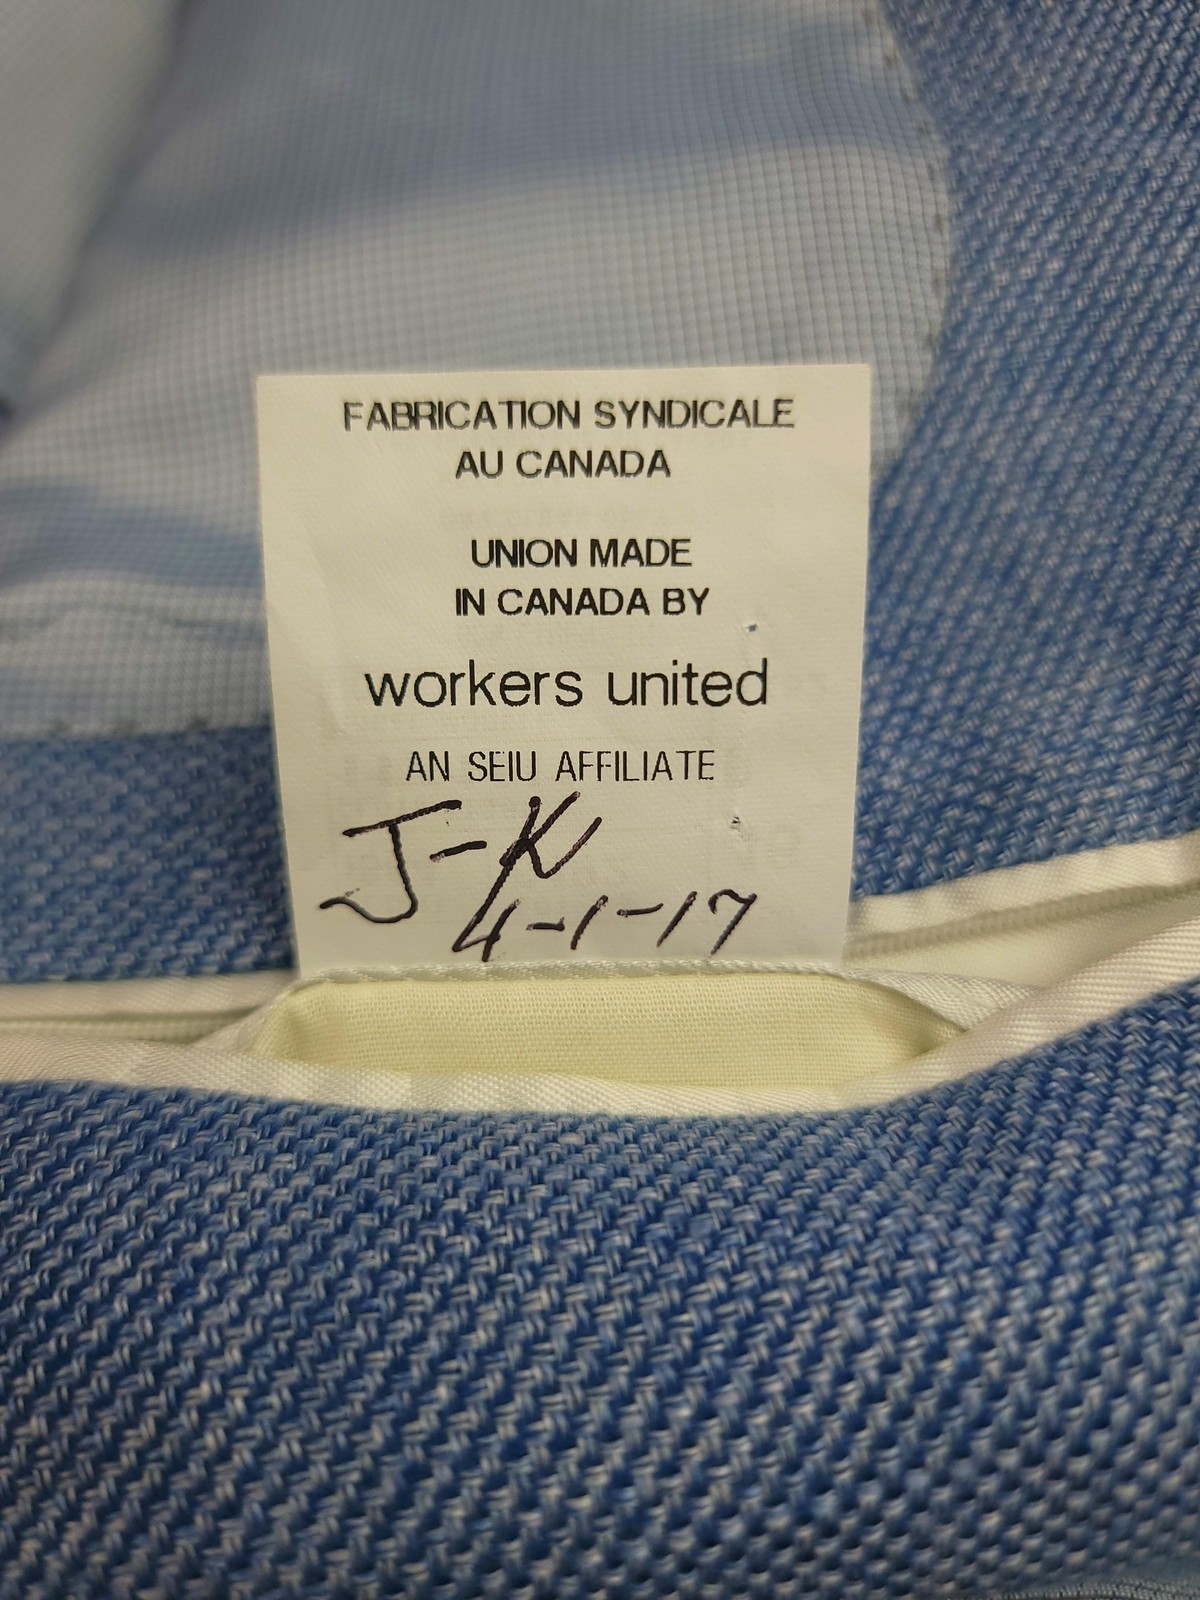 FABRICATION SYNDICALE
AU CANADA
UNION MADE
IN CANADA BY
workers united
AN SEIU AFFILIATE
J-K
4-1-17